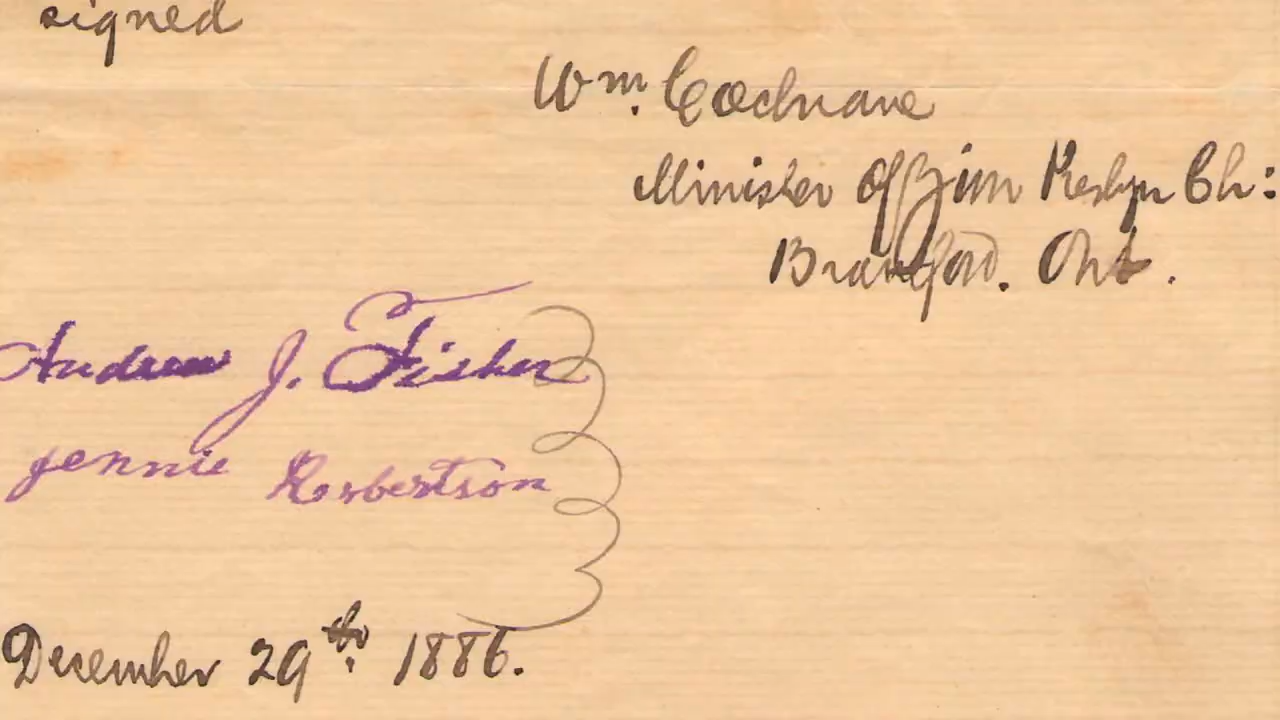 signed
Wm. Cochrane
Minister of Zion Presbyn Ch:
Brantford. Ont.
Andrew J. Fisher
Jennie Robertson
December 29th. 1886.